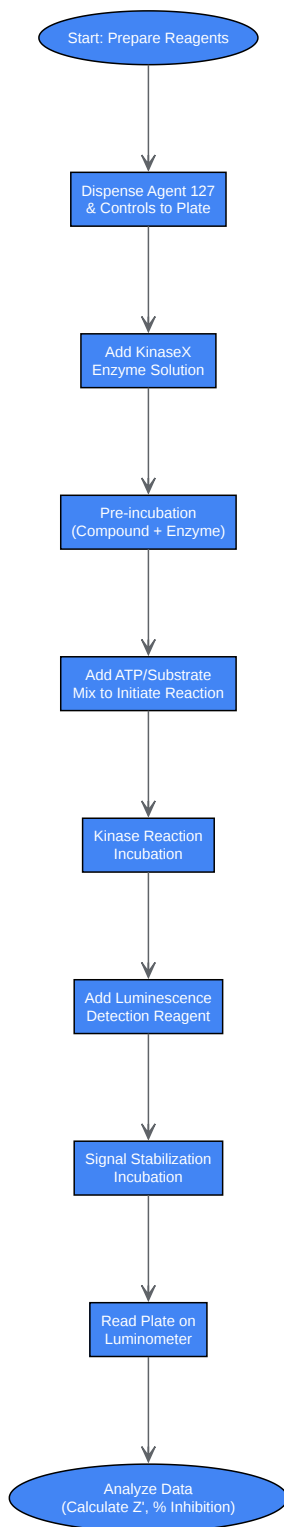 Start: Prepare Reagents
Dispense Agent 127
& Controls to Plate
Add KinaseX
Enzyme Solution
Pre-incubation
(Compound + Enzyme)
Add ATP/Substrate
Mix to Initiate Reaction
Kinase Reaction
Incubation
Add Luminescence
Detection Reagent
Signal Stabilization
Incubation
Read Plate on
Luminometer
Analyze Data
(Calculate Z', % Inhibition)